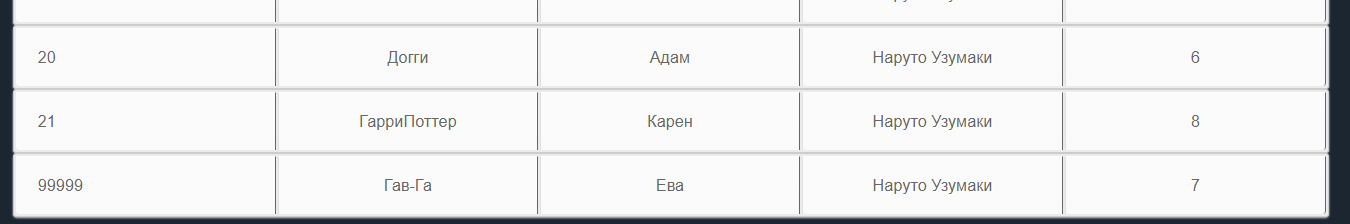 20 Догги Адам Наруто Узумаки 6
21 ГарриПоттер Карен Наруто Узумаки 8
99999 Гав-Га Ева Наруто Узумаки 7